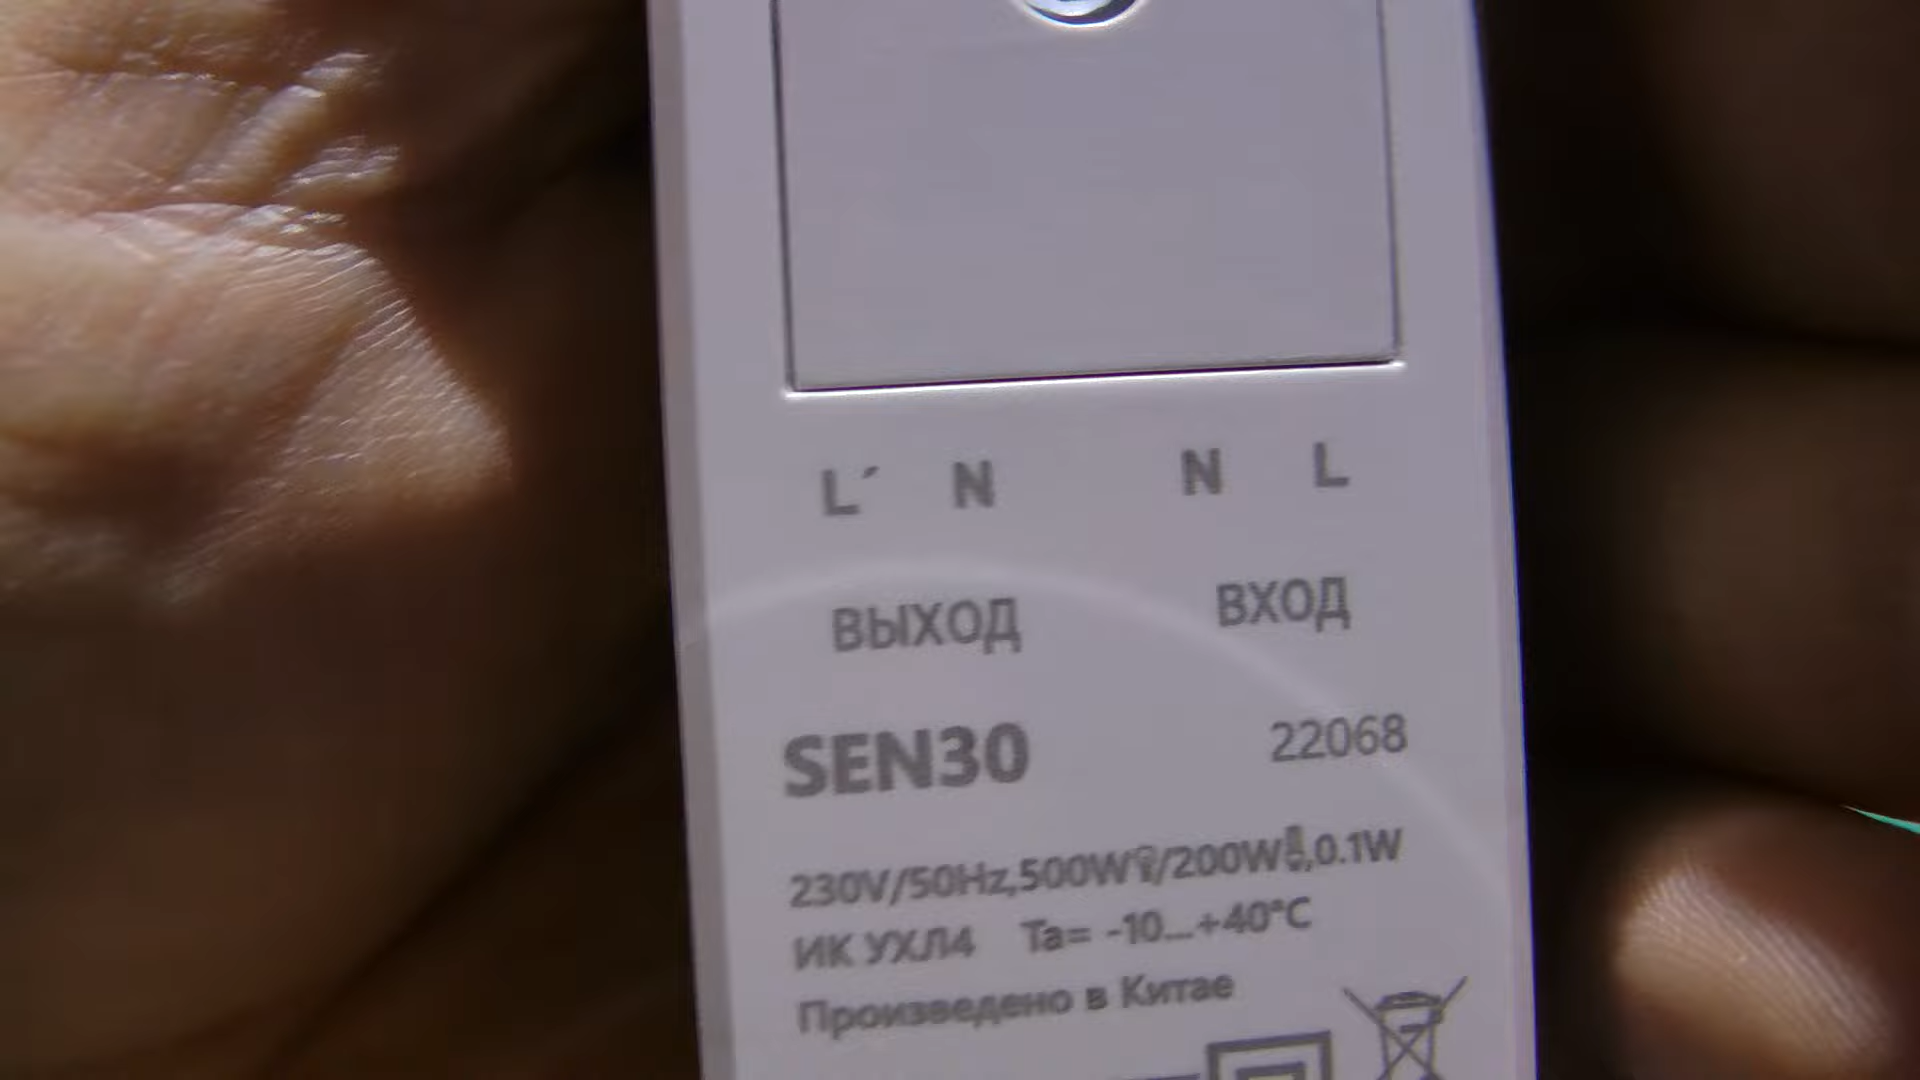 L´ N N L
ВЫХОД ВХОД
SEN30 22068
230V/50Hz,500W/200W,0.1W
ИК УХЛ4 Ta= -10...+40°C
Произведено в Китае